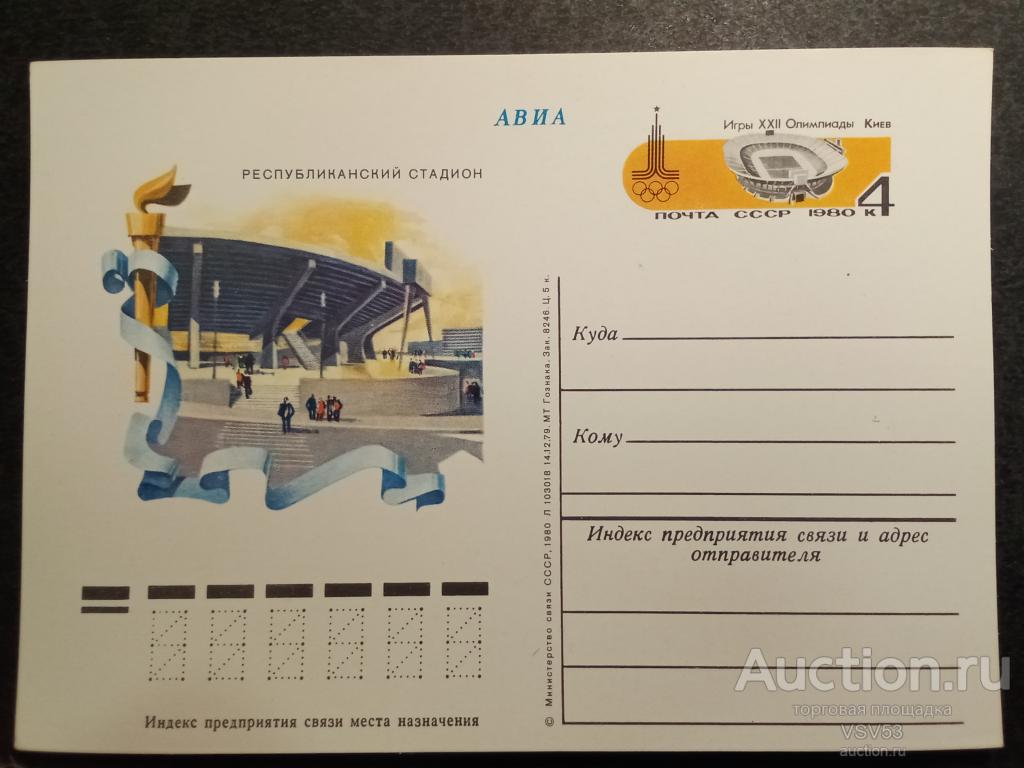 АВИА
Игры XXII Олимпиады Киев
РЕСПУБЛИКАНСКИЙ СТАДИОН
ПОЧТА СССР 1980 4 К
Куда
Кому
Индекс предприятия связи и адрес
отправителя
© Министерство связи СССР, 1980 Л 103018 14.12.79. МТ Гознака. Зак. 8246. Ц. 5 к.
Индекс предприятия связи места назначения
Auction.ru
торговая площадка
VSV53
auction.ru